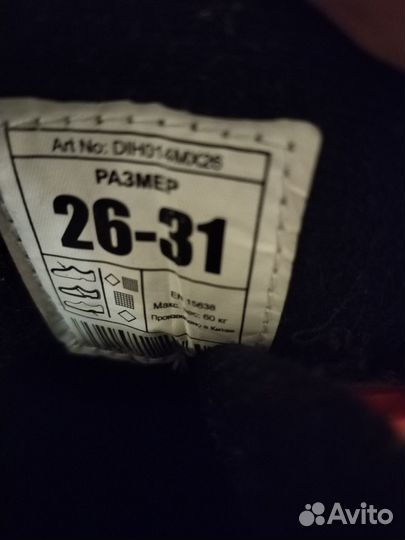 Art No: DIH014MX26
РАЗМЕР
26-31
EN 15638
Макс. вес: 60 кг
Произведено в Китае
Avito